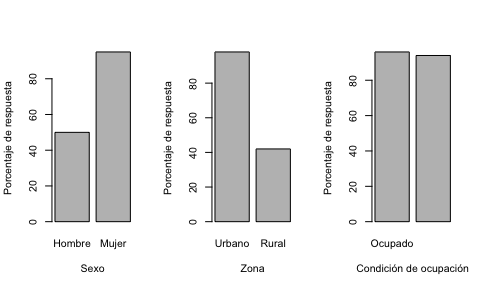 Porcentaje de respuesta
0
20
40
60
80
Hombre
Mujer
Sexo
Porcentaje de respuesta
0
20
40
60
80
Urbano
Rural
Zona
Porcentaje de respuesta
0
20
40
60
80
Ocupado
Condición de ocupación